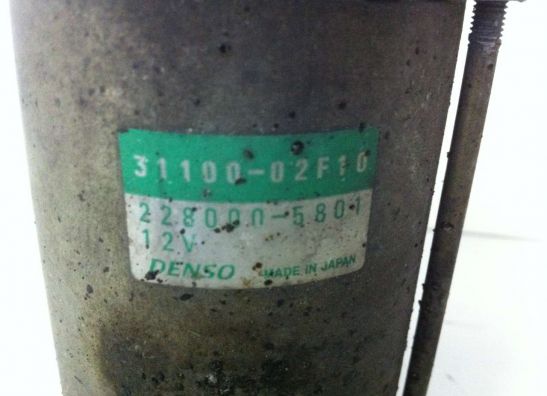 31100-02F10
228000-5801
12V
DENSO MADE IN JAPAN